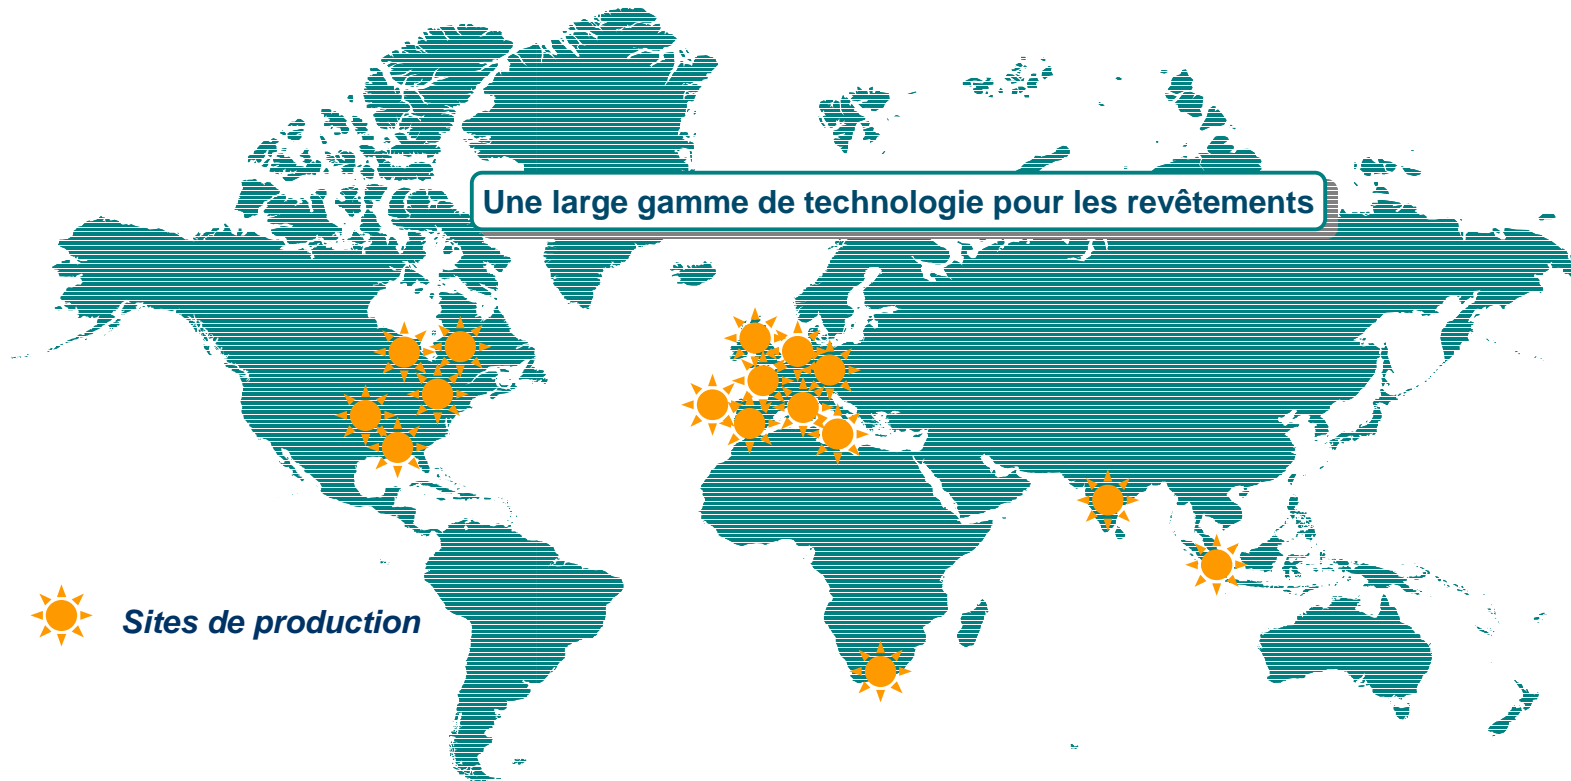 Une large gamme de technologie pour les revêtements
Sites de production